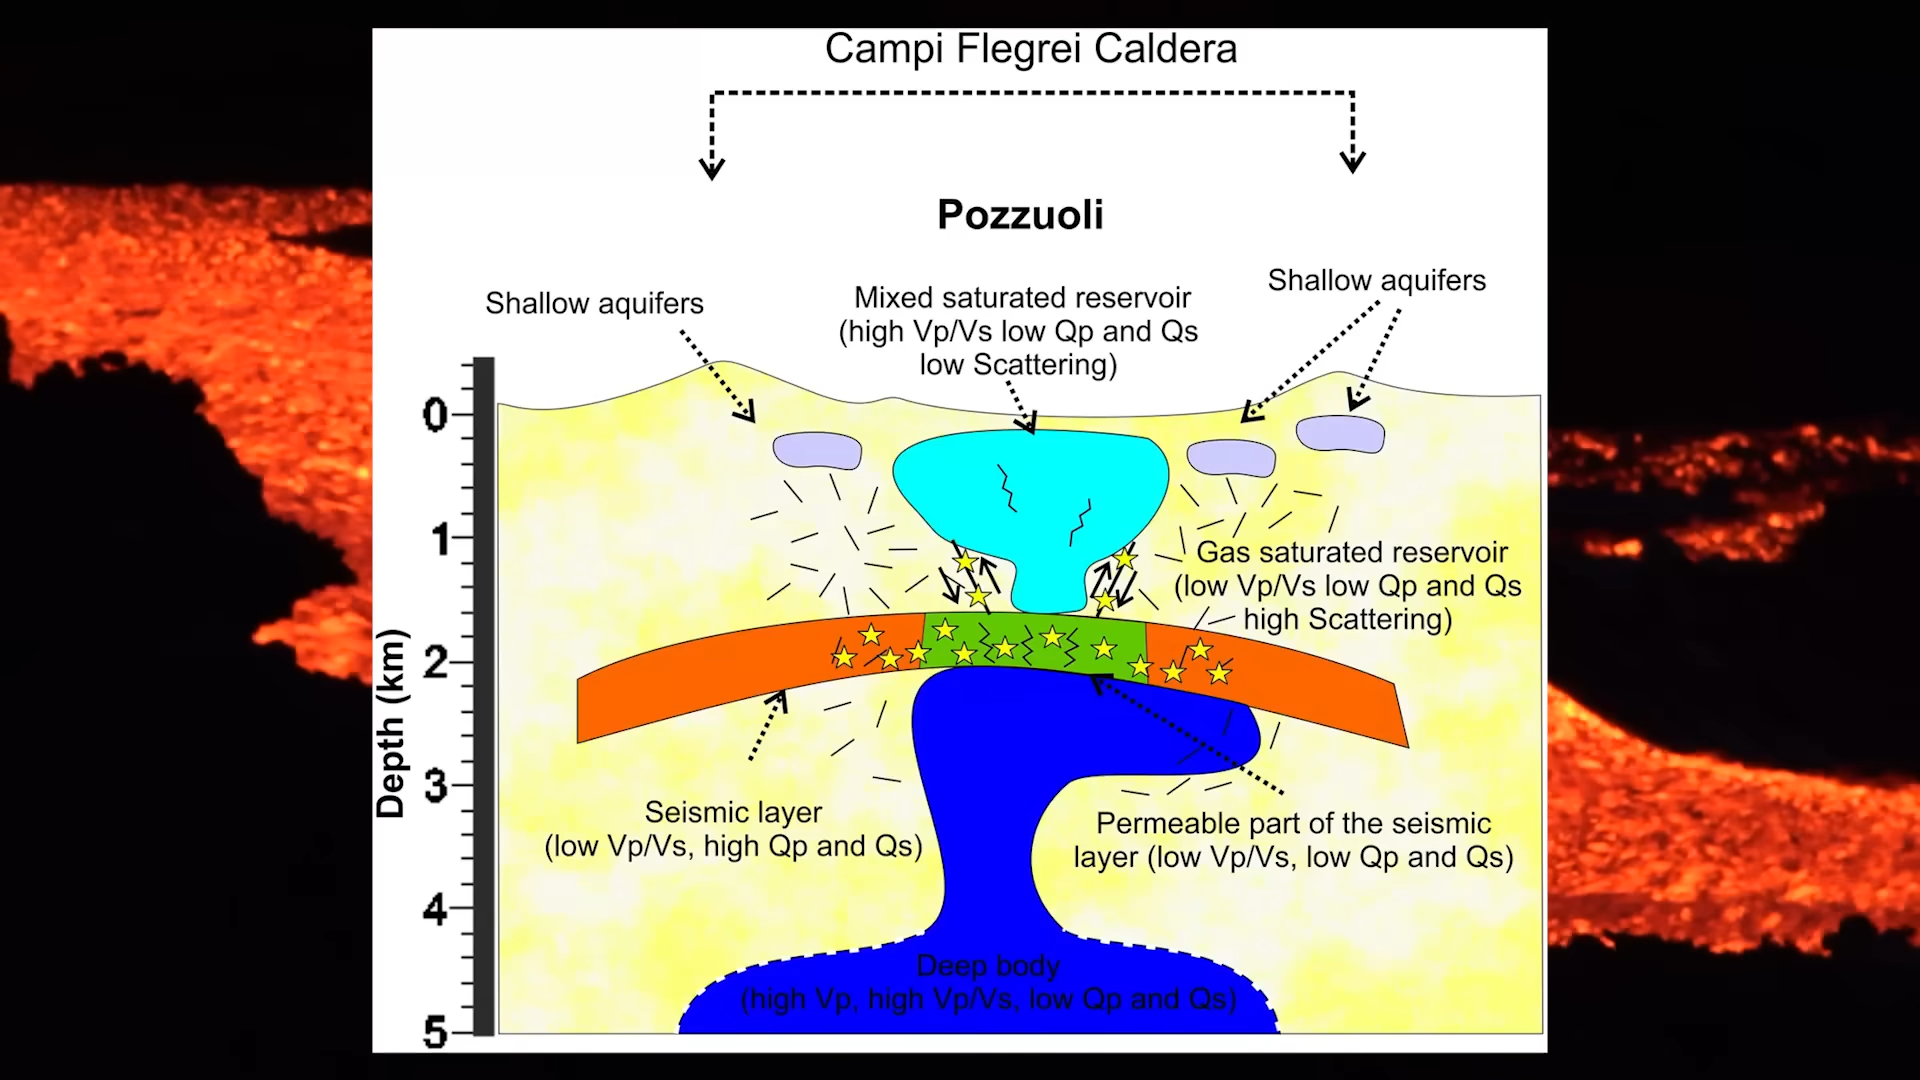 Campi Flegrei Caldera
Pozzuoli
Shallow aquifers
Mixed saturated reservoir
(high Vp/Vs low Qp and Qs
low Scattering)
Shallow aquifers
0
1
2
3
4
5
Depth (km)
Gas saturated reservoir
(low Vp/Vs low Qp and Qs
high Scattering)
Seismic layer
(low Vp/Vs, high Qp and Qs)
Permeable part of the seismic
layer (low Vp/Vs, low Qp and Qs)
Deep body
(high Vp, high Vp/Vs, low Qp and Qs)